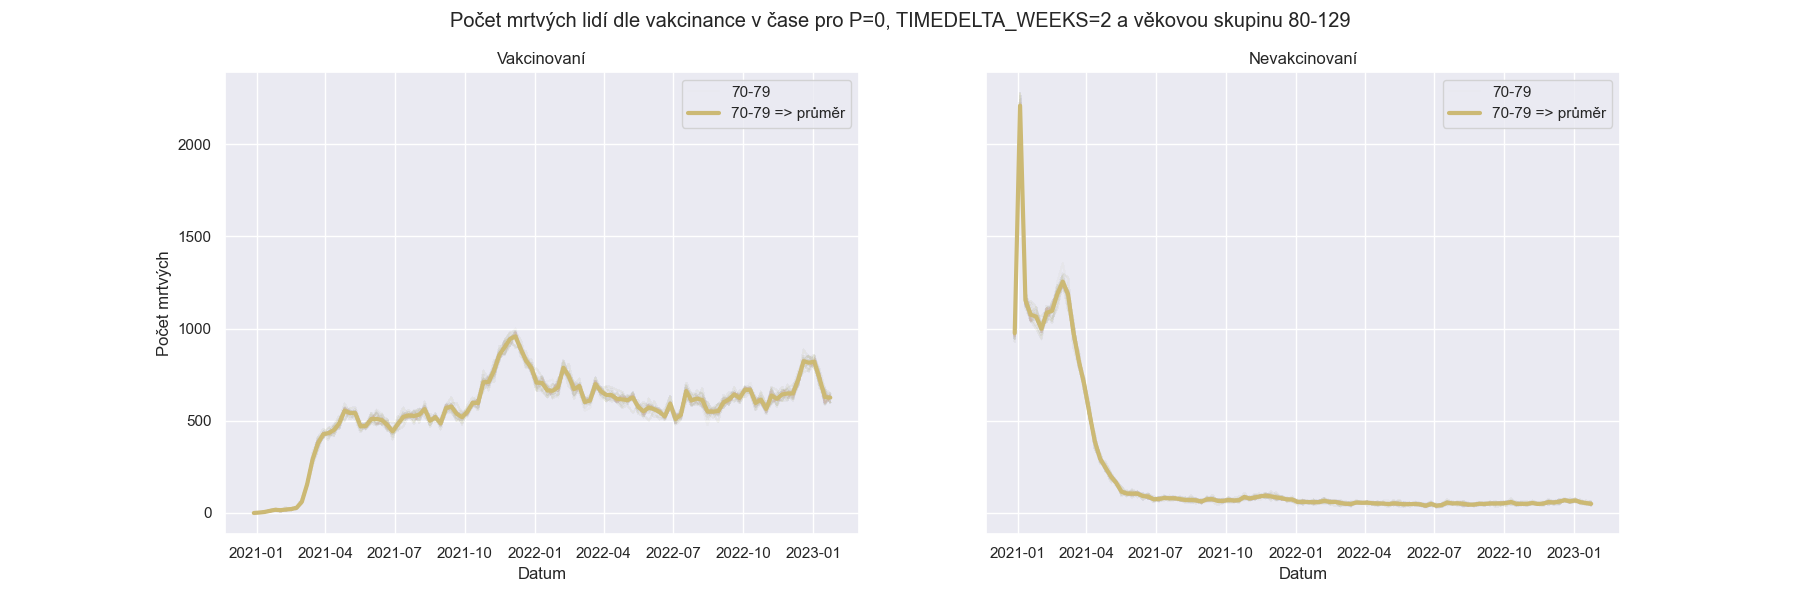 Počet mrtvých lidí dle vakcinance v čase pro P=0, TIMEDELTA_WEEKS=2 a věkovou skupinu 80-129
Vakcinovaní
70-79
70-79 => průměr
Počet mrtvých
2000
1500
1000
500
0
2021-01 2021-04 2021-07 2021-10 2022-01 2022-04 2022-07 2022-10 2023-01
Datum
Nevakcinovaní
70-79
70-79 => průměr
2021-01 2021-04 2021-07 2021-10 2022-01 2022-04 2022-07 2022-10 2023-01
Datum